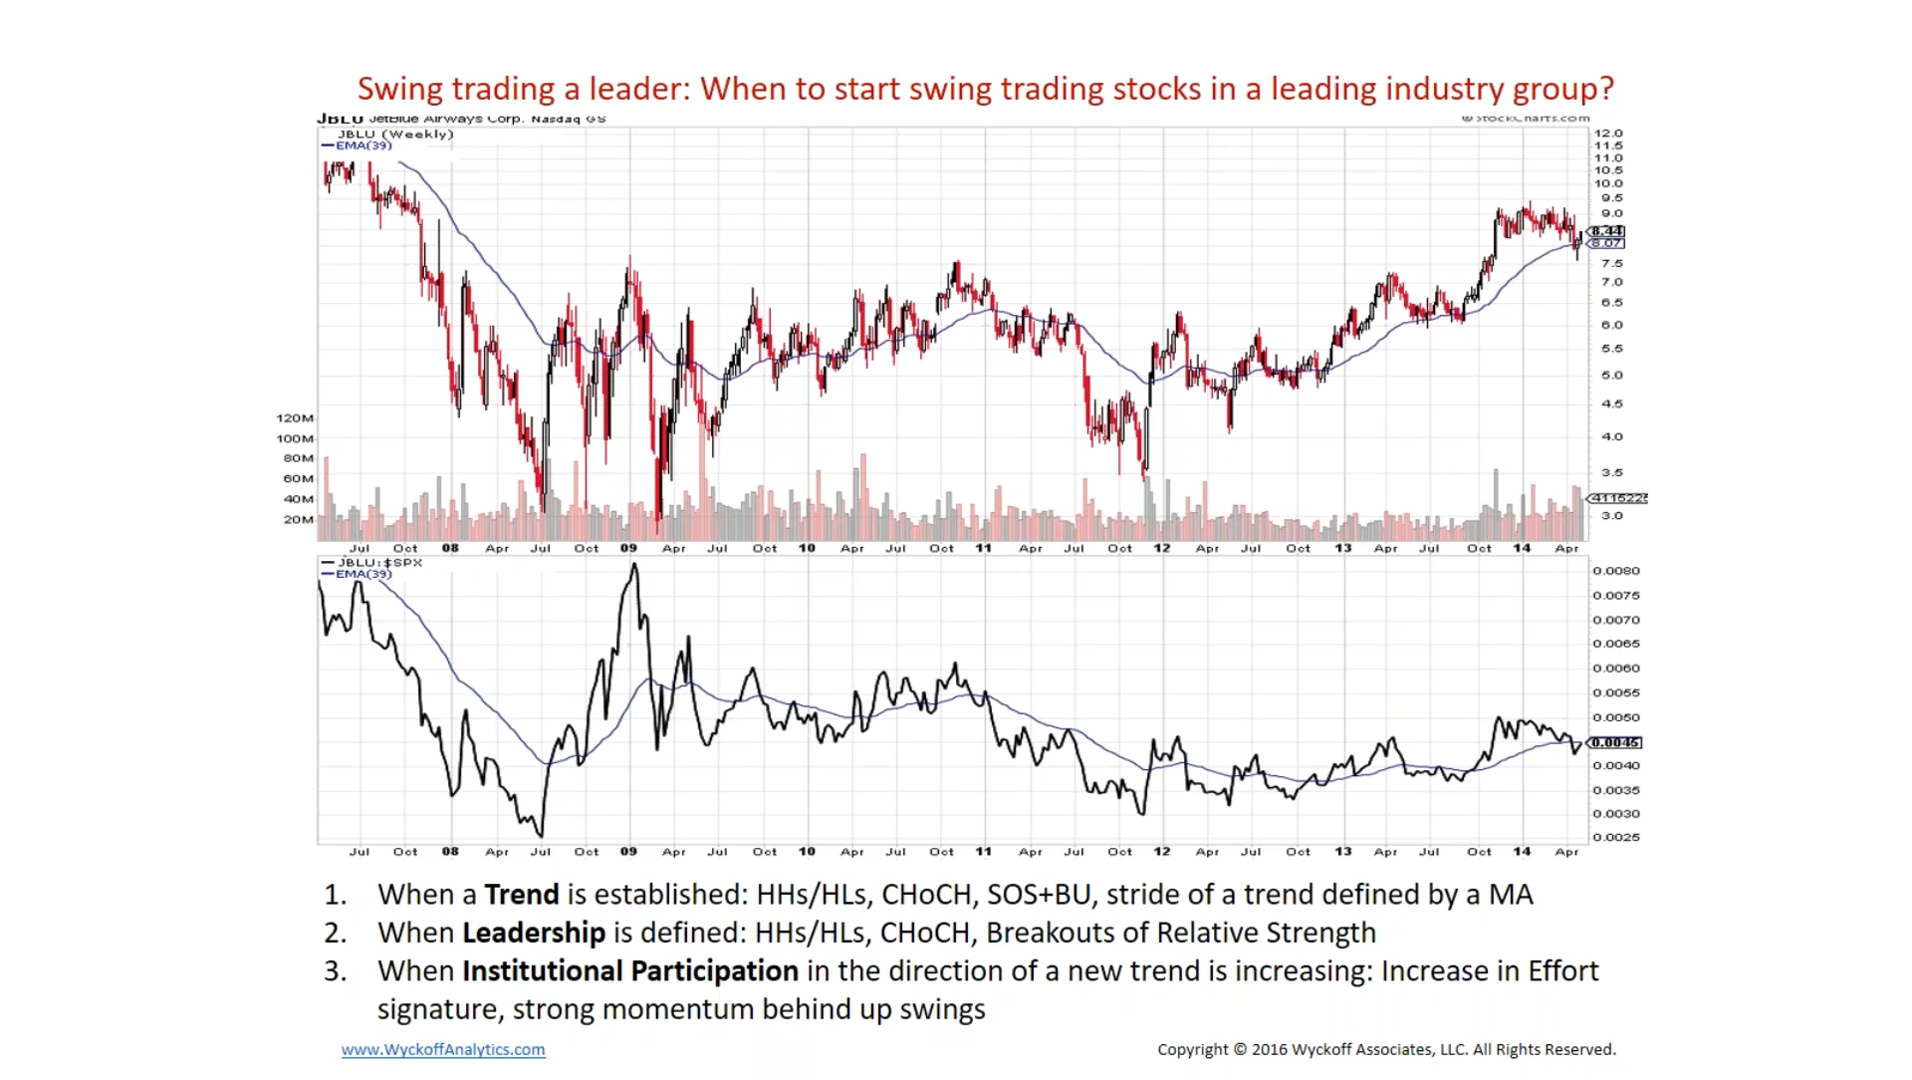 Swing trading a leader: When to start swing trading stocks in a leading industry group?
JBLU JetBlue Airways Corp. Nasdaq GS
© StockCharts.com
JBLU (Weekly)
EMA(39)
12.0
11.5
11.0
10.5
10.0
9.5
9.0
8.44
8.07
7.5
7.0
6.5
6.0
5.5
5.0
4.5
4.0
3.5
3.0
120M
100M
80M
60M
40M
20M
Jul Oct 08 Apr Jul Oct 09 Apr Jul Oct 10 Apr Jul Oct 11 Apr Jul Oct 12 Apr Jul Oct 13 Apr Jul Oct 14 Apr
JBLU:$SPX
EMA(39)
0.0080
0.0075
0.0070
0.0065
0.0060
0.0055
0.0050
0.0045
0.0040
0.0035
0.0030
0.0025
Jul Oct 08 Apr Jul Oct 09 Apr Jul Oct 10 Apr Jul Oct 11 Apr Jul Oct 12 Apr Jul Oct 13 Apr Jul Oct 14 Apr
1. When a Trend is established: HHs/HLs, CHoCH, SOS+BU, stride of a trend defined by a MA
2. When Leadership is defined: HHs/HLs, CHoCH, Breakouts of Relative Strength
3. When Institutional Participation in the direction of a new trend is increasing: Increase in Effort
signature, strong momentum behind up swings
www.WyckoffAnalytics.com
Copyright © 2016 Wyckoff Associates, LLC. All Rights Reserved.